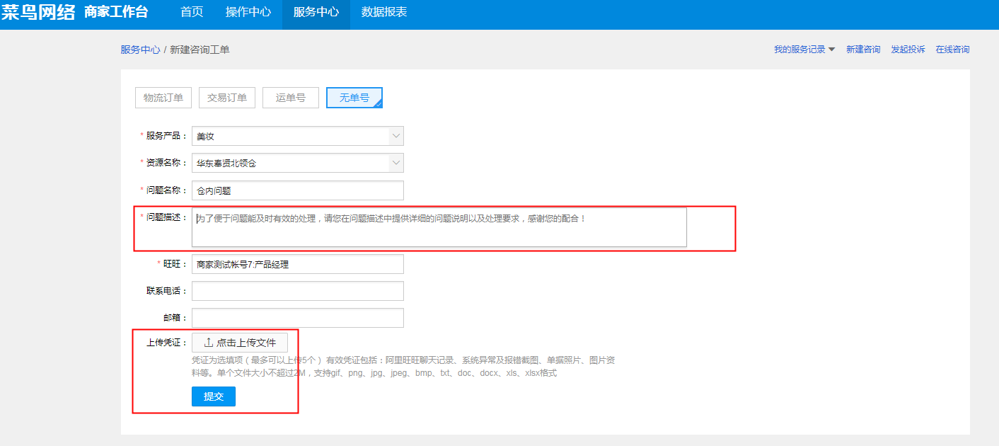 菜鸟网络 商家工作台 首页 操作中心 服务中心 数据报表
服务中心 / 新建咨询工单 我的服务记录 新建咨询 发起投诉 在线咨询
物流订单 交易订单 运单号 无单号
* 服务产品： 美妆
* 资源名称： 华东奉贤北领仓
* 问题名称： 仓内问题
* 问题描述： 为了便于问题能及时有效的处理，请您在问题描述中提供详细的问题说明以及处理要求，感谢您的配合！
* 旺旺： 商家测试帐号7:产品经理
联系电话：
邮箱：
上传凭证： 点击上传文件
凭证为选填项（最多可以上传5个） 有效凭证包括：阿里旺旺聊天记录、系统异常及报错截图、单据照片、图片资
料等。单个文件大小不超过2M，支持gif、png、jpg、jpeg、bmp、txt、doc、docx、xls、xlsx格式
提交